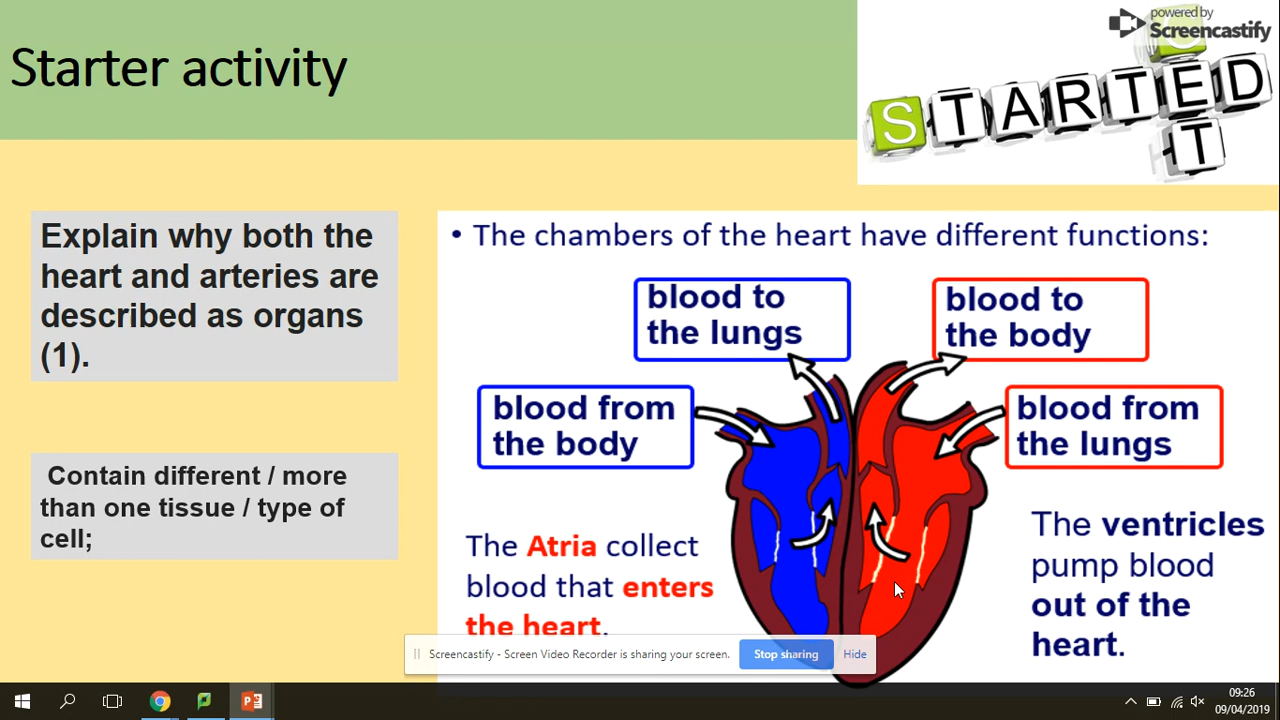 powered by
Screencastify
Starter activity
STARTED
GET
Explain why both the
heart and arteries are
described as organs
(1).
Contain different / more
than one tissue / type of
cell;
• The chambers of the heart have different functions:
blood to
the lungs
blood to
the body
blood from
the body
blood from
the lungs
The Atria collect
blood that enters
the heart.
The ventricles
pump blood
out of the
heart.
Screencastify - Screen Video Recorder is sharing your screen.
Stop sharing
Hide
09:26
09/04/2019